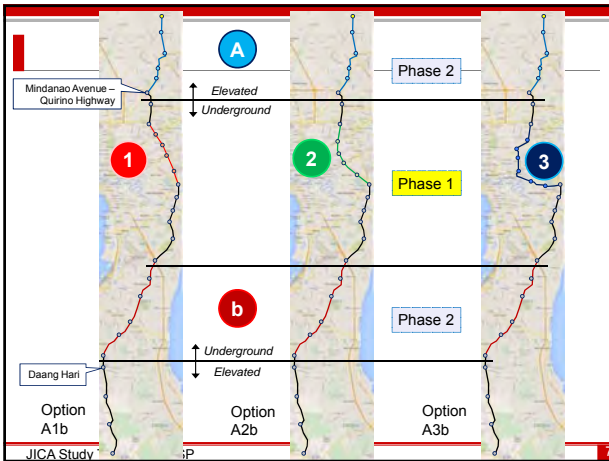 A
Phase 2
Mindanao Avenue –
Quirino Highway
Elevated
Underground
1
2
3
Phase 1
b
Phase 2
Underground
Elevated
Daang Hari
Option
A1b
Option
A2b
Option
A3b
JICA Study
SP